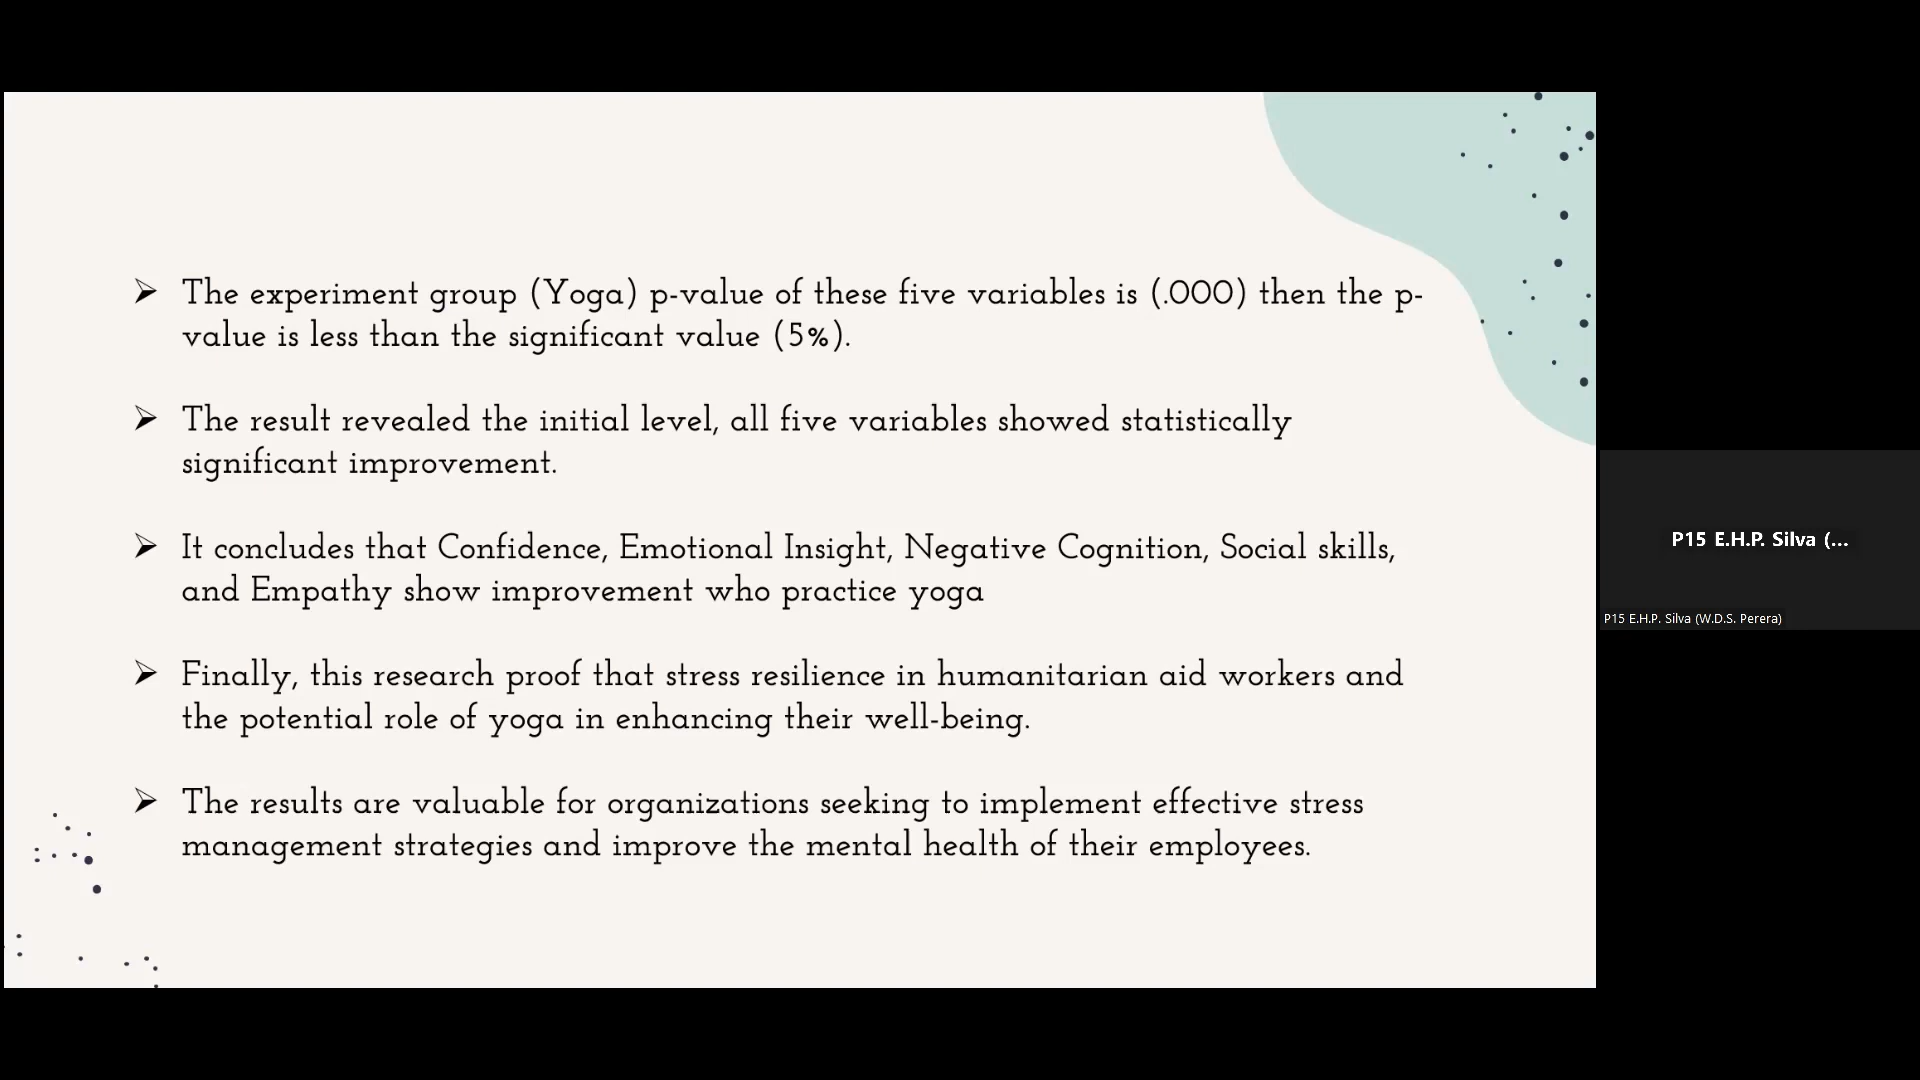 The experiment group (Yoga) p-value of these five variables is (.000) then the p-
value is less than the significant value (5%).
The result revealed the initial level, all five variables showed statistically
significant improvement.
It concludes that Confidence, Emotional Insight, Negative Cognition, Social skills,
and Empathy show improvement who practice yoga
Finally, this research proof that stress resilience in humanitarian aid workers and
the potential role of yoga in enhancing their well-being.
The results are valuable for organizations seeking to implement effective stress
management strategies and improve the mental health of their employees.
P15 E.H.P. Silva (...
P15 E.H.P. Silva (W.D.S. Perera)